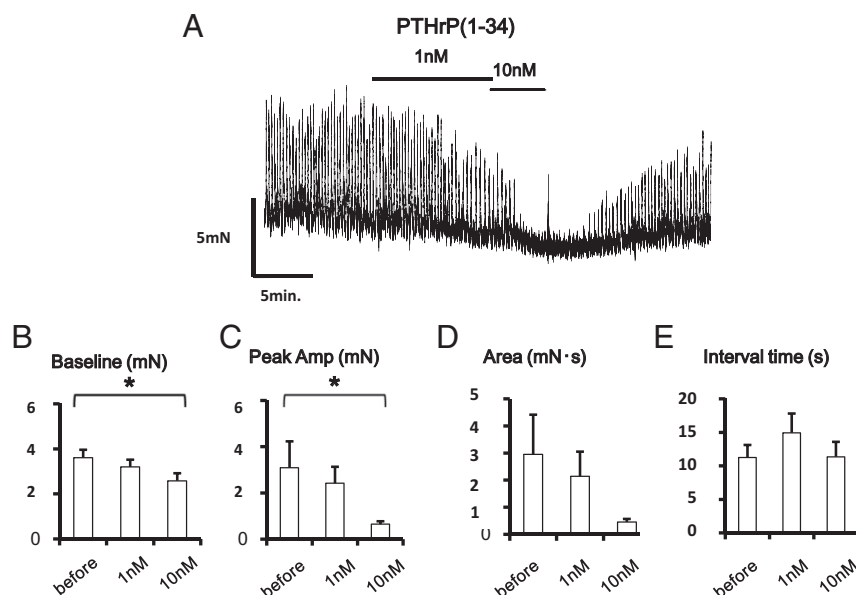 A
PTHrP(1-34)
1nM
10nM
5mN
5min.
B
Baseline (mN)
*
6
4
2
0
before
1nM
10nM
C
Peak Amp (mN)
*
6
4
2
0
before
1nM
10nM
D
Area (mN·s)
5
4
3
2
1
0
before
1nM
10nM
E
Interval time (s)
20
15
10
5
0
before
1nM
10nM